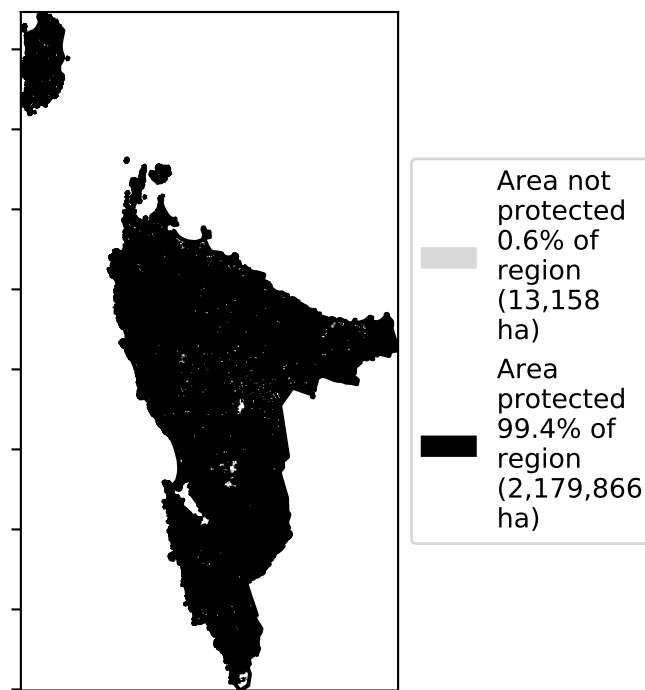 Area not
protected
0.6% of
region
(13,158
ha)
Area
protected
99.4% of
region
(2,179,866
ha)